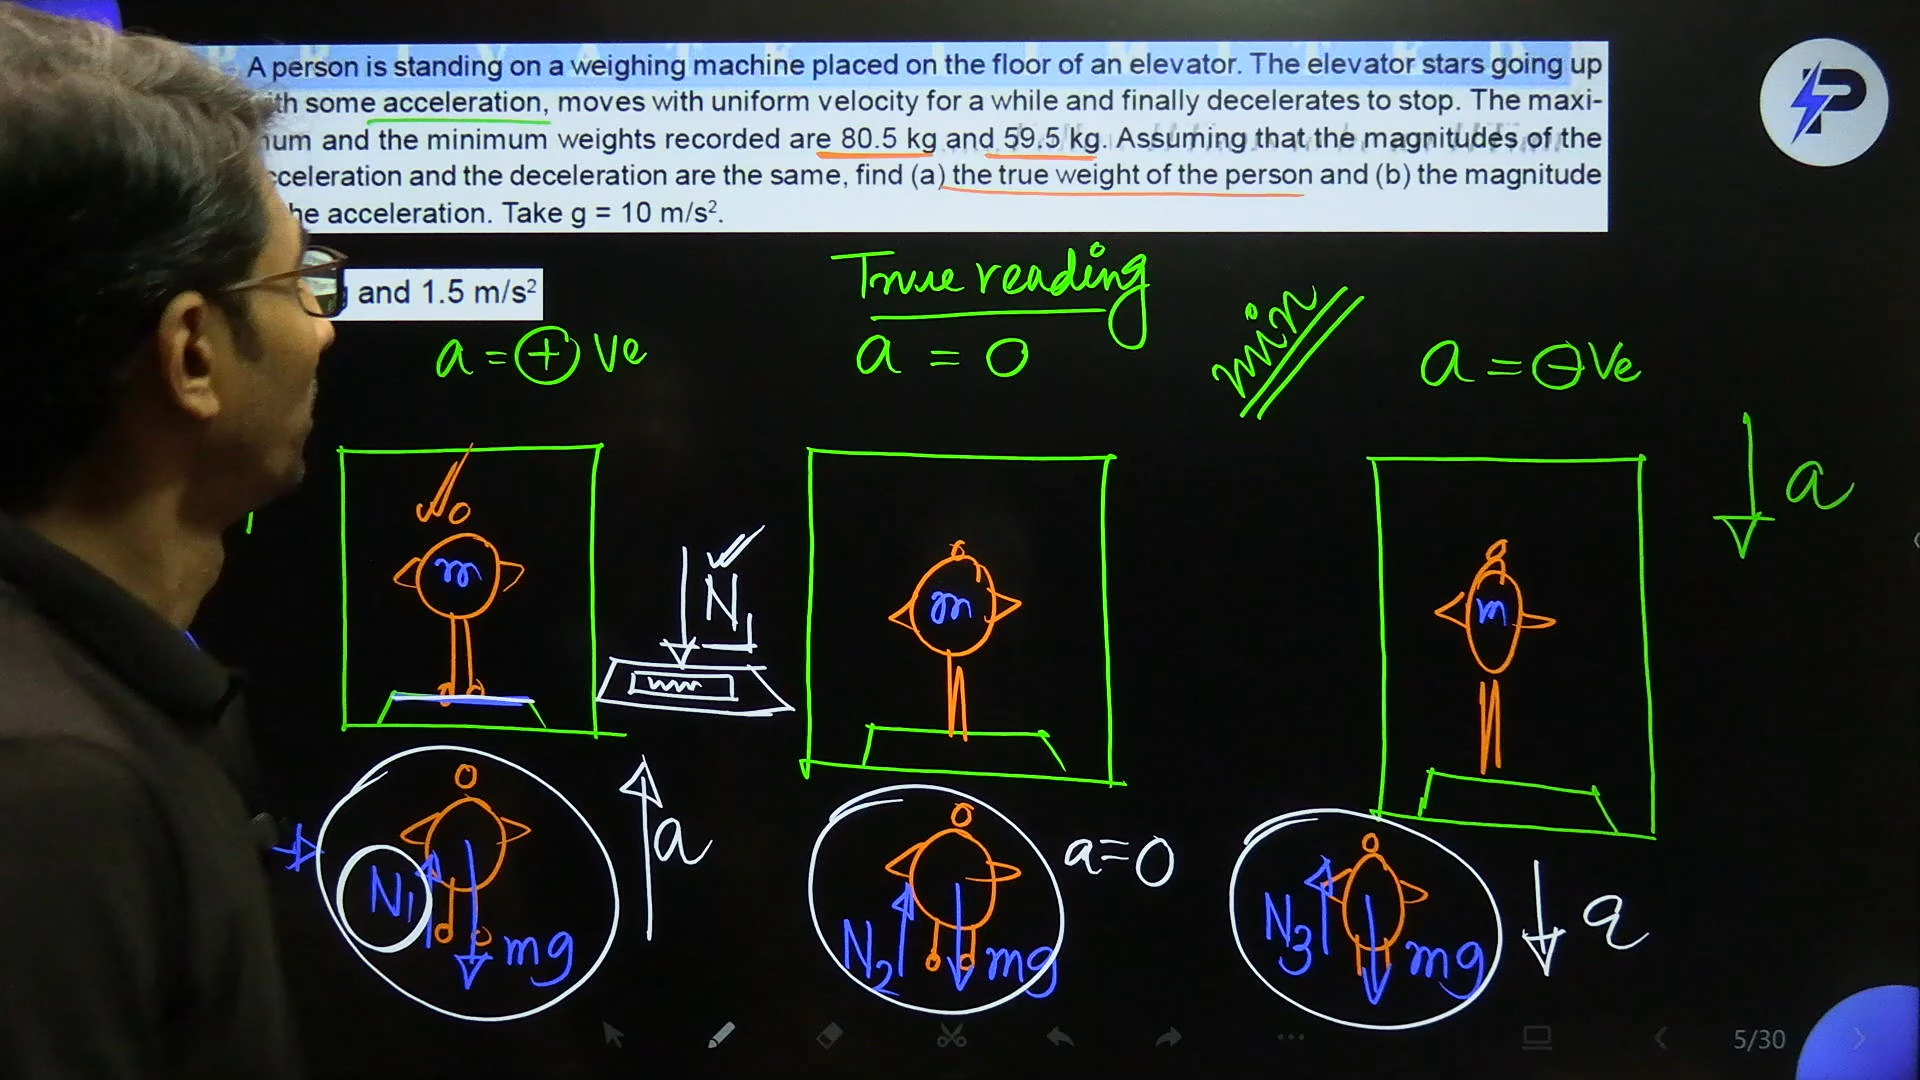 A person is standing on a weighing machine placed on the floor of an elevator. The elevator stars going up
some acceleration, moves with uniform velocity for a while and finally decelerates to stop. The maxi-
and the minimum weights recorded are 80.5 kg and 59.5 kg. Assuming that the magnitudes of the
cceleration and the deceleration are the same, find (a) the true weight of the person and (b) the magnitude
he acceleration. Take g = 10 m/s².
and 1.5 m/s²
True reading
a = + ve
a = 0
min
a = - Ve
a
m
N1
m
m
N1
mg
a
N2
mg
a=0
N3
mg
a
5/30